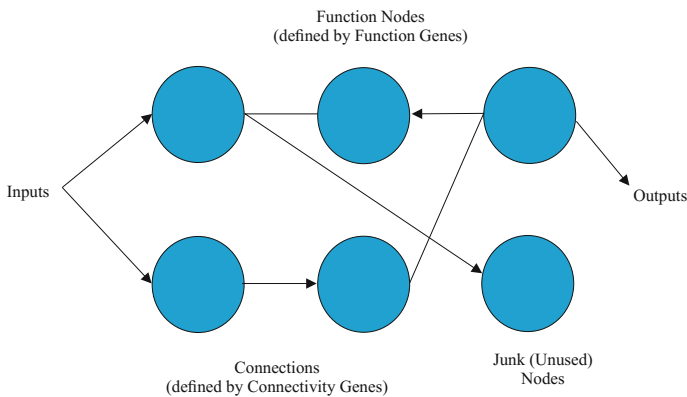 Function Nodes
(defined by Function Genes)
Inputs
Outputs
Connections
(defined by Connectivity Genes)
Junk (Unused)
Nodes